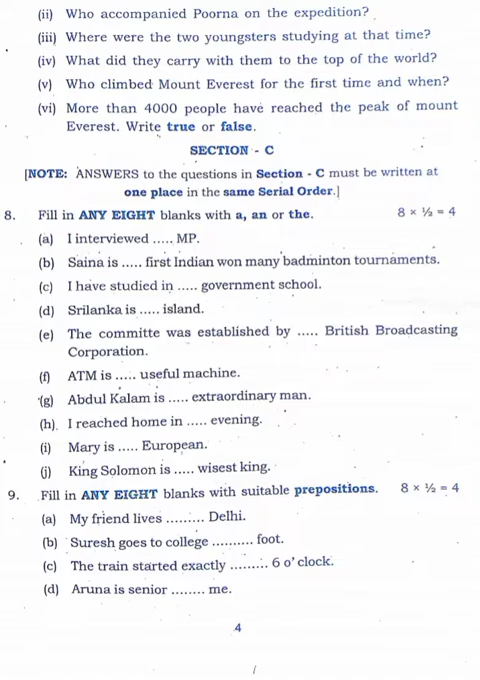 (ii) Who accompanied Poorna on the expedition?
(iii) Where were the two youngsters studying at that time?
(iv) What did they carry with them to the top of the world?
(v) Who climbed Mount Everest for the first time and when?
(vi) More than 4000 people have reached the peak of mount
Everest. Write true or false.
SECTION - C
[NOTE: ANSWERS to the questions in Section - C must be written at
one place in the same Serial Order.]
8. Fill in ANY EIGHT blanks with a, an or the. 8 × ½ = 4
(a) I interviewed ..... MP.
(b) Saina is ..... first Indian won many badminton tournaments.
(c) I have studied in ..... government school.
(d) Srilanka is ..... island.
(e) The committe was established by ..... British Broadcasting
Corporation.
(f) ATM is ..... useful machine.
(g) Abdul Kalam is ..... extraordinary man.
(h). I reached home in ..... evening.
(i) Mary is ..... European.
(j) King Solomon is ..... wisest king.
9. Fill in ANY EIGHT blanks with suitable prepositions. 8 × ½ = 4
(a) My friend lives ......... Delhi.
(b) Suresh goes to college .......... foot.
(c) The train started exactly ......... 6 o' clock.
(d) Aruna is senior ........ me.
4